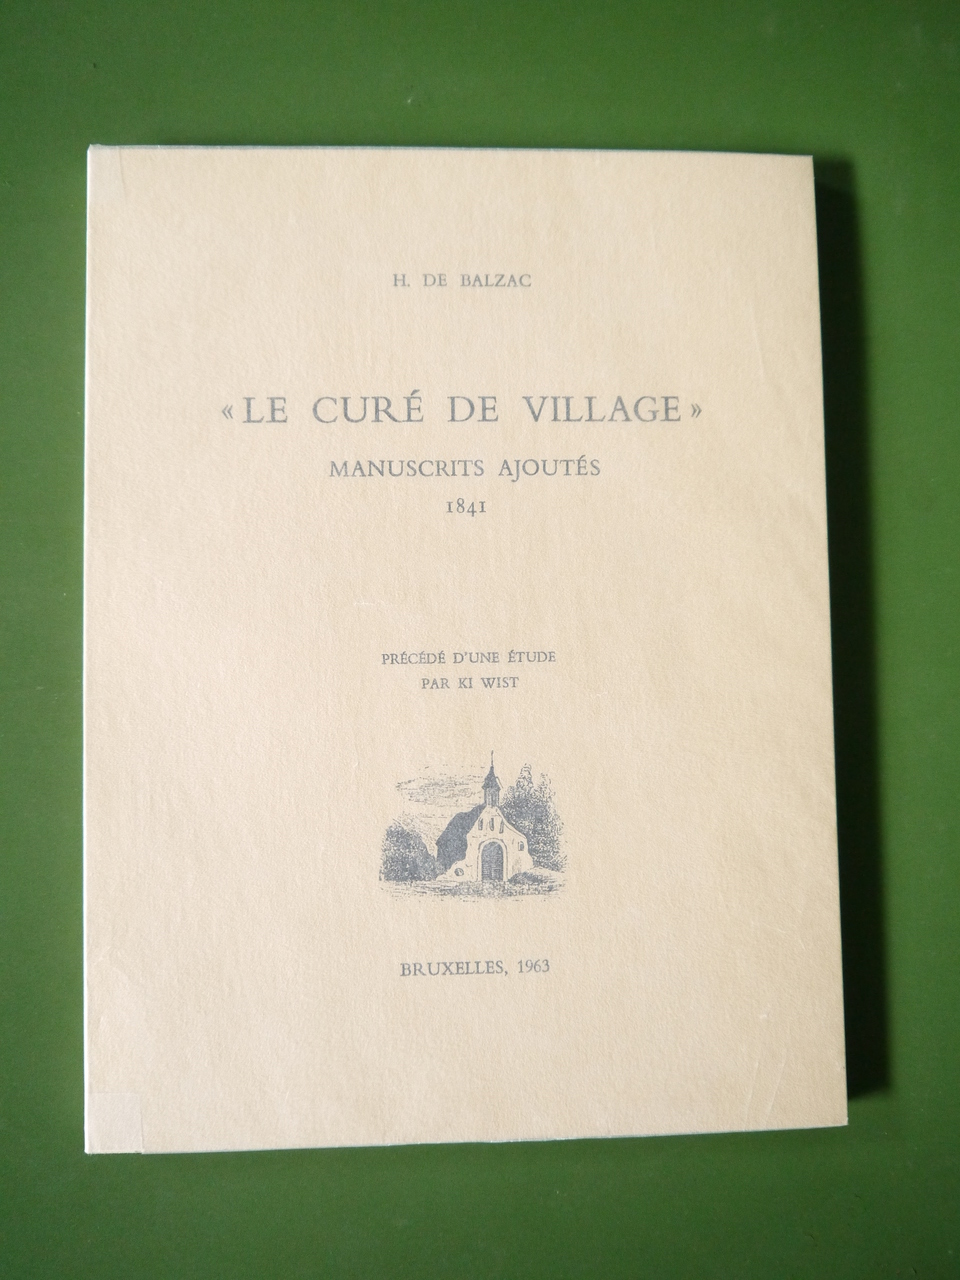 H. DE BALZAC
« LE CURÉ DE VILLAGE »
MANUSCRITS AJOUTÉS
1841
PRÉCÉDÉ D'UNE ÉTUDE
PAR KI WIST
BRUXELLES, 1963